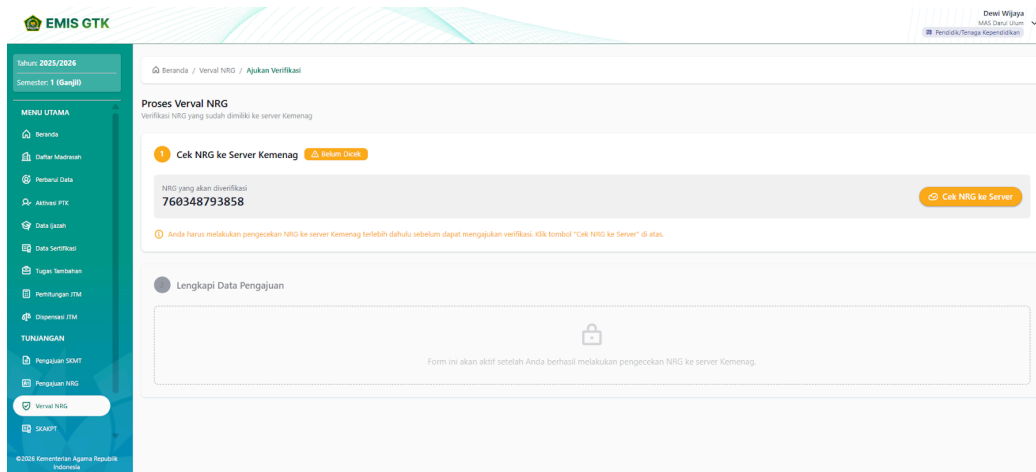 EMIS GTK
Dewi Wijaya
MAS Darul Ulum
Pendidik/Tenaga Kependidikan
Tahun: 2025/2026
Semester: 1 (Ganjil)
MENU UTAMA
Beranda
Daftar Madrasah
Perbarui Data
Aktivasi PTK
Data Ijazah
Data Sertifikasi
Tugas Tambahan
Perhitungan JTM
Dispensasi JTM
TUNJANGAN
Pengajuan SKMT
Pengajuan NRG
Verval NRG
SKAKPT
©2026 Kementerian Agama Republik
Indonesia
Beranda / Verval NRG / Ajukan Verifikasi
Proses Verval NRG
Verifikasi NRG yang sudah dimiliki ke server Kemenag
1 Cek NRG ke Server Kemenag Belum Dicek
NRG yang akan diverifikasi
760348793858
Cek NRG ke Server
Anda harus melakukan pengecekan NRG ke server Kemenag terlebih dahulu sebelum dapat mengajukan verifikasi. Klik tombol "Cek NRG ke Server" di atas.
2 Lengkapi Data Pengajuan
Form ini akan aktif setelah Anda berhasil melakukan pengecekan NRG ke server Kemenag.